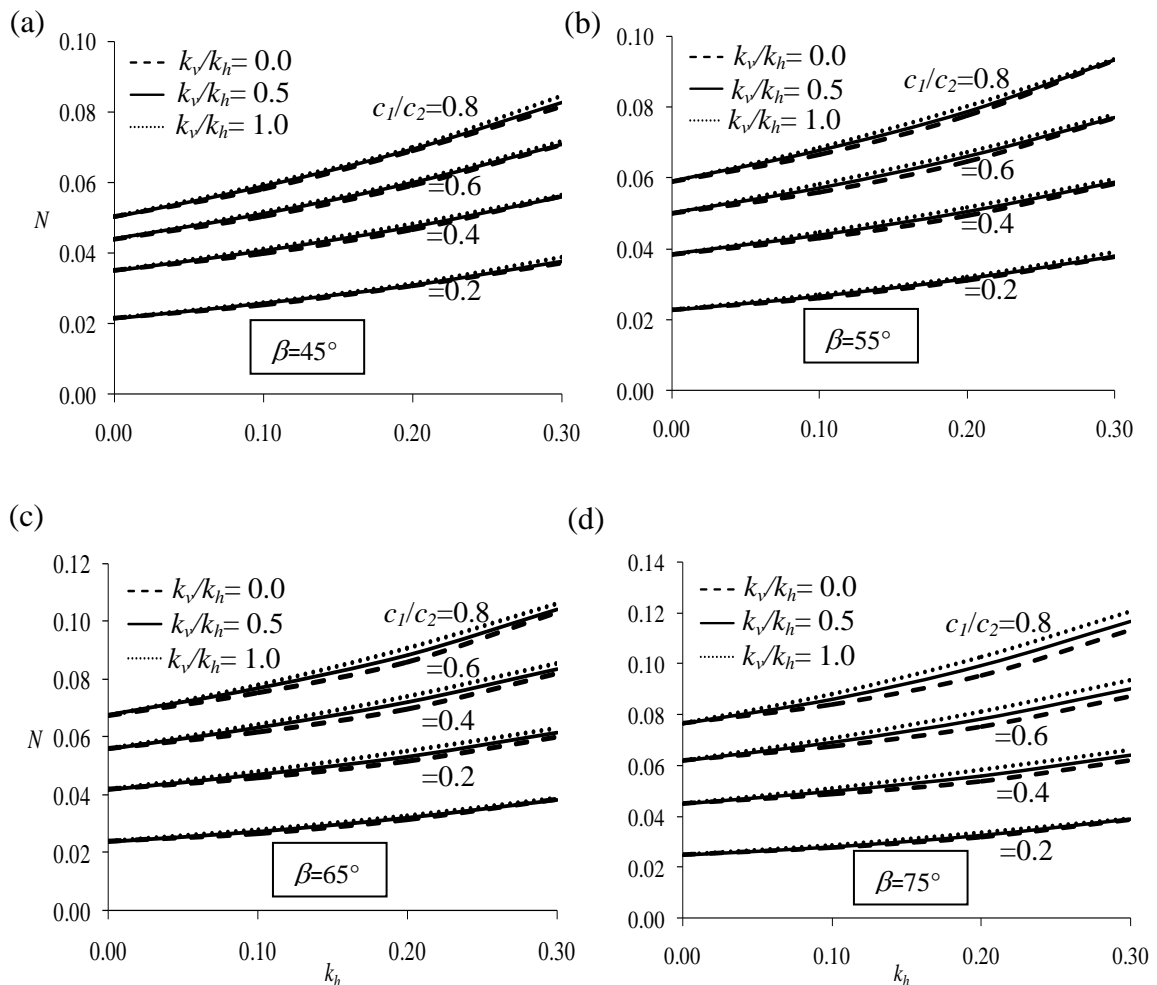 (a)
0.10
0.08
0.06
0.04
0.02
0.00
N
k_v/k_h= 0.0
k_v/k_h= 0.5
k_v/k_h= 1.0
c_1/c_2=0.8
=0.6
=0.4
=0.2
β=45°
0.00 0.10 0.20 0.30
(b)
0.10
0.08
0.06
0.04
0.02
0.00
k_v/k_h= 0.0
k_v/k_h= 0.5
k_v/k_h= 1.0
c_1/c_2=0.8
=0.6
=0.4
=0.2
β=55°
0.00 0.10 0.20 0.30
(c)
0.12
0.10
0.08
0.06
0.04
0.02
0.00
N
k_v/k_h= 0.0
k_v/k_h= 0.5
k_v/k_h= 1.0
c_1/c_2=0.8
=0.6
=0.4
=0.2
β=65°
0.00 0.10 0.20 0.30
k_h
(d)
0.14
0.12
0.10
0.08
0.06
0.04
0.02
0.00
k_v/k_h= 0.0
k_v/k_h= 0.5
k_v/k_h= 1.0
c_1/c_2=0.8
=0.6
=0.4
=0.2
β=75°
0.00 0.10 0.20 0.30
k_h